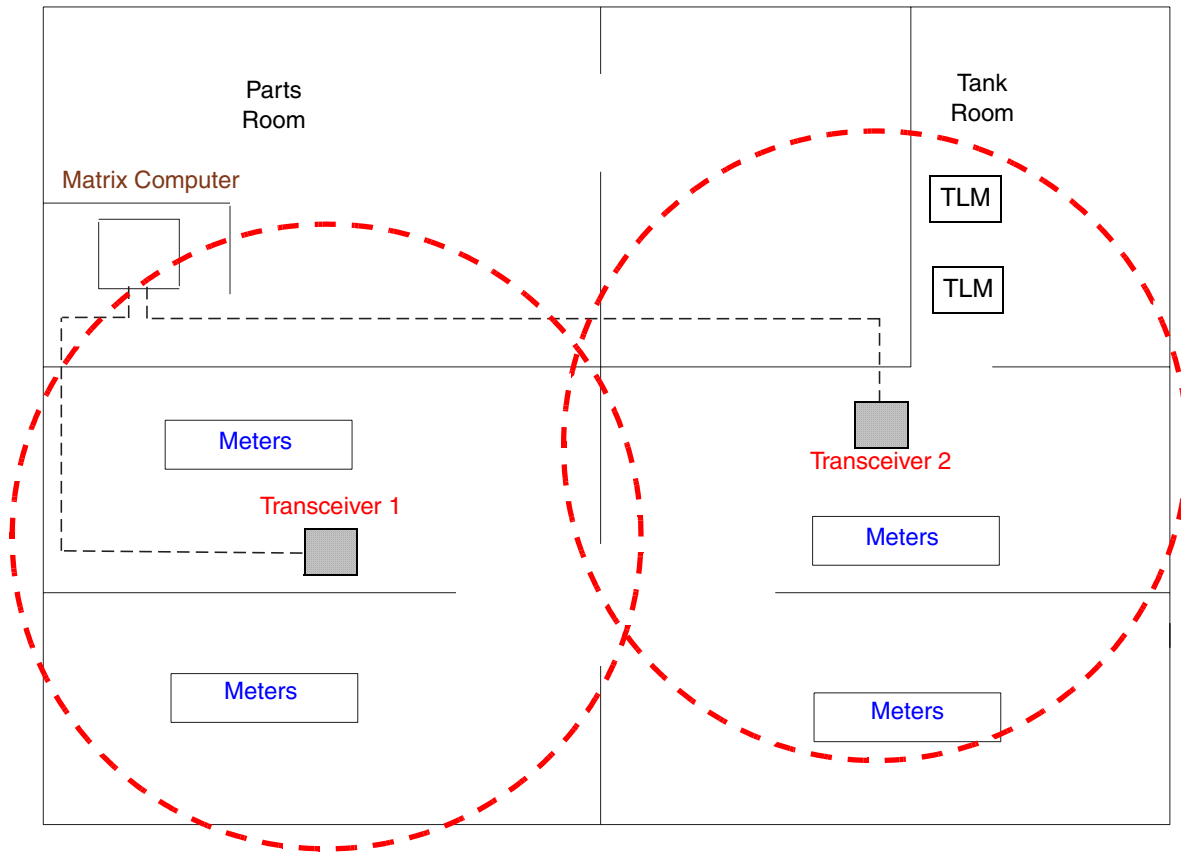 Parts
Room
Tank
Room
Matrix Computer
TLM
TLM
Meters
Transceiver 2
Transceiver 1
Meters
Meters
Meters